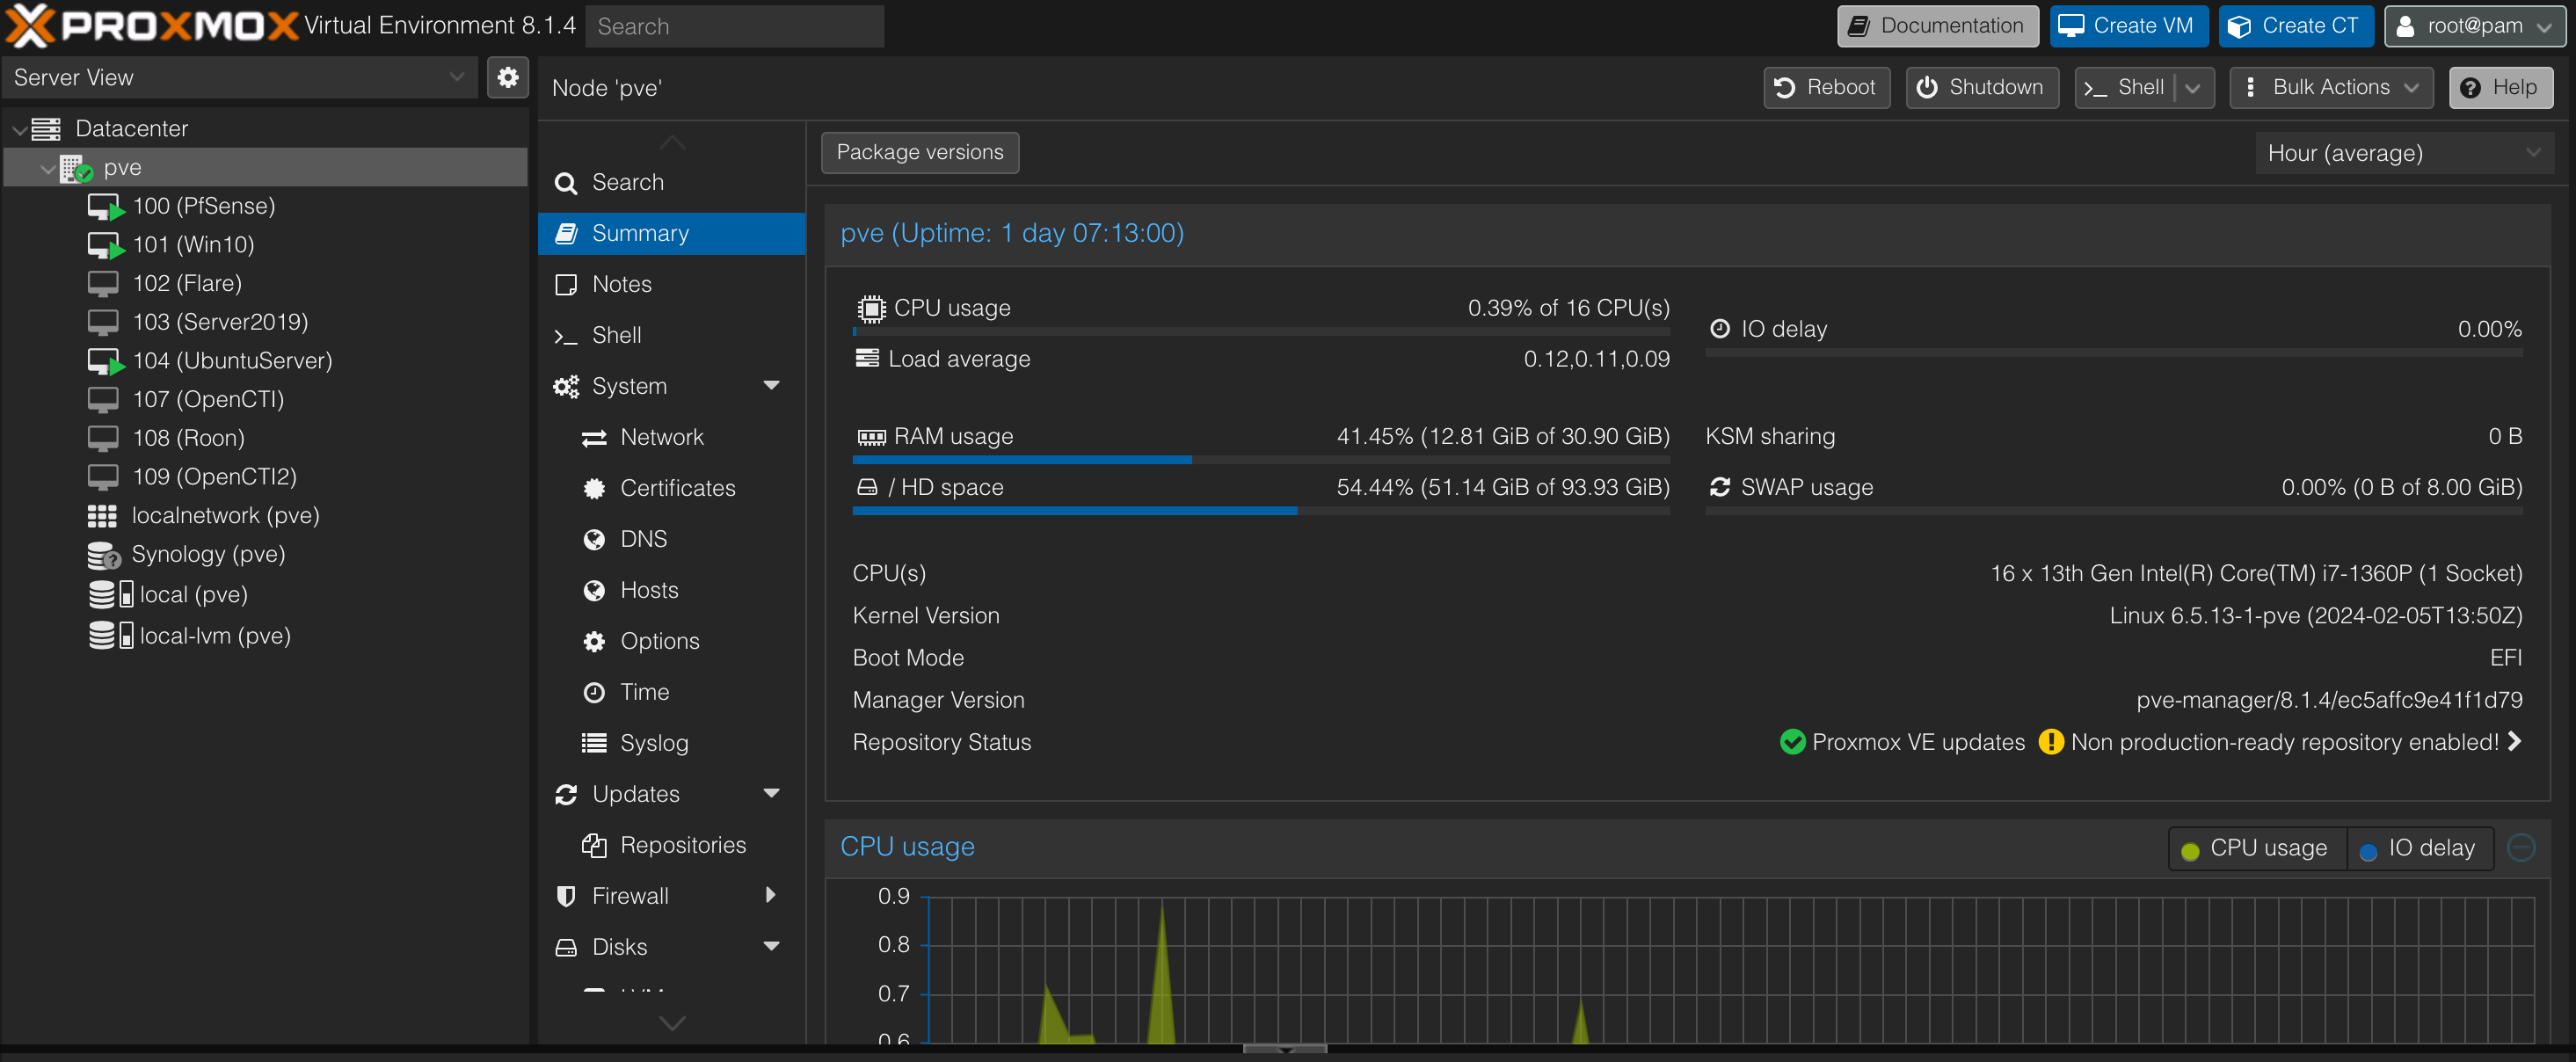 PROXMOX Virtual Environment 8.1.4 Search
Documentation Create VM Create CT root@pam
Server View
Datacenter
pve
100 (PfSense)
101 (Win10)
102 (Flare)
103 (Server2019)
104 (UbuntuServer)
107 (OpenCTI)
108 (Roon)
109 (OpenCTI2)
localnetwork (pve)
Synology (pve)
local (pve)
local-lvm (pve)
Node 'pve'
Reboot Shutdown Shell Bulk Actions Help
Search
Summary
Notes
Shell
System
Network
Certificates
DNS
Hosts
Options
Time
Syslog
Updates
Repositories
Firewall
Disks
Package versions
Hour (average)
pve (Uptime: 1 day 07:13:00)
CPU usage 0.39% of 16 CPU(s)
IO delay 0.00%
Load average 0.12,0.11,0.09
RAM usage 41.45% (12.81 GiB of 30.90 GiB)
KSM sharing 0 B
/ HD space 54.44% (51.14 GiB of 93.93 GiB)
SWAP usage 0.00% (0 B of 8.00 GiB)
CPU(s) 16 x 13th Gen Intel(R) Core(TM) i7-1360P (1 Socket)
Kernel Version Linux 6.5.13-1-pve (2024-02-05T13:50Z)
Boot Mode EFI
Manager Version pve-manager/8.1.4/ec5affc9e41f1d79
Repository Status Proxmox VE updates Non production-ready repository enabled!
CPU usage
CPU usage IO delay
0.9
0.8
0.7
0.6